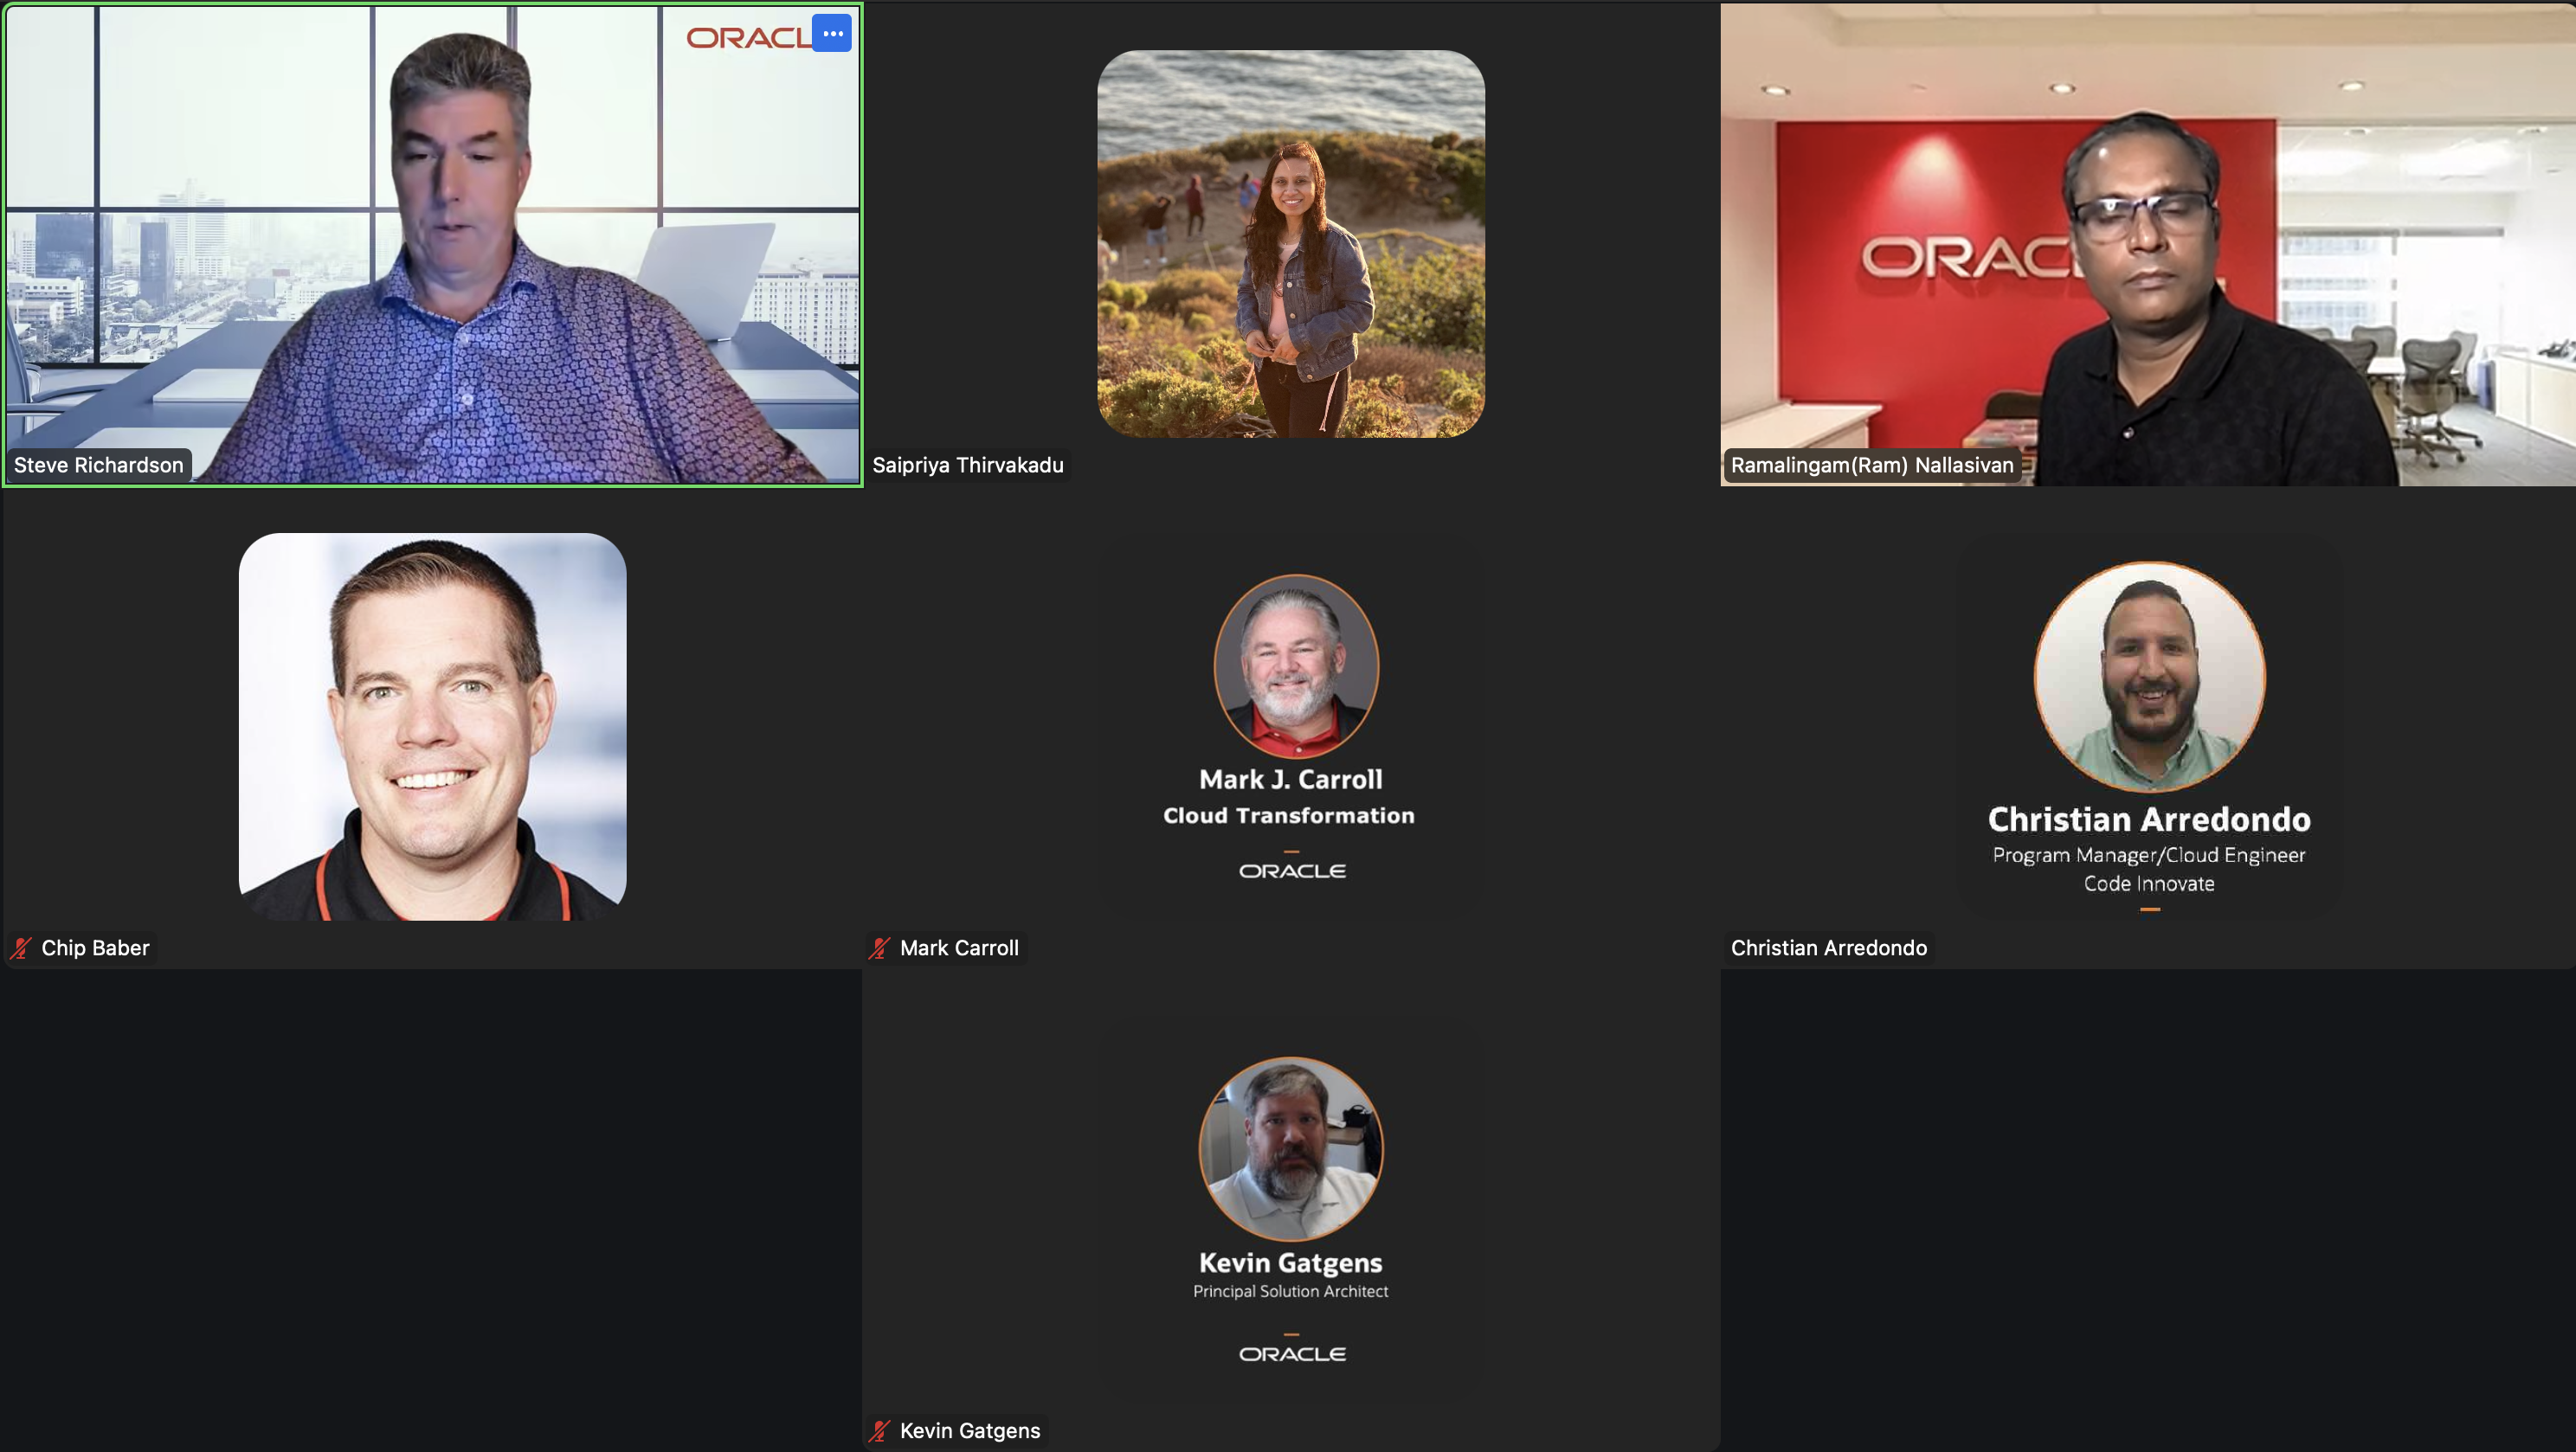 ORACL
Steve Richardson
Saipriya Thirvakadu
ORAC
Ramalingam(Ram) Nallasivan
Chip Baber
Mark J. Carroll
Cloud Transformation
ORACLE
Mark Carroll
Christian Arredondo
Program Manager/Cloud Engineer
Code Innovate
Christian Arredondo
Kevin Gatgens
Principal Solution Architect
ORACLE
Kevin Gatgens